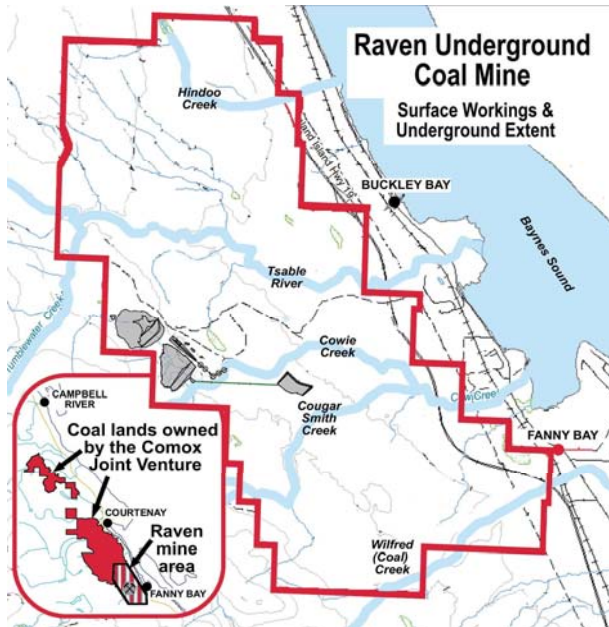 Raven Underground
Coal Mine
Surface Workings &
Underground Extent
Hindoo
Creek
Island Hwy 19
BUCKLEY BAY
Baynes Sound
Tsable
River
Tumblewater Creek
Cowie
Creek
Cougar
Smith
Creek
FANNY BAY
Wilfred
(Coal)
Creek
CAMPBELL
RIVER
Coal lands owned
by the Comox
Joint Venture
COURTENAY
Raven
mine
area
FANNY BAY